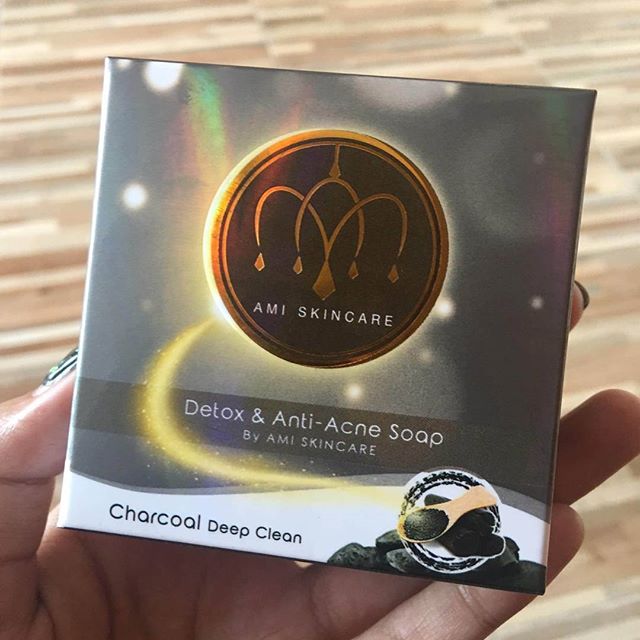 AMI SKINCARE
Detox & Anti-Acne Soap
By AMI SKINCARE
Charcoal Deep Clean